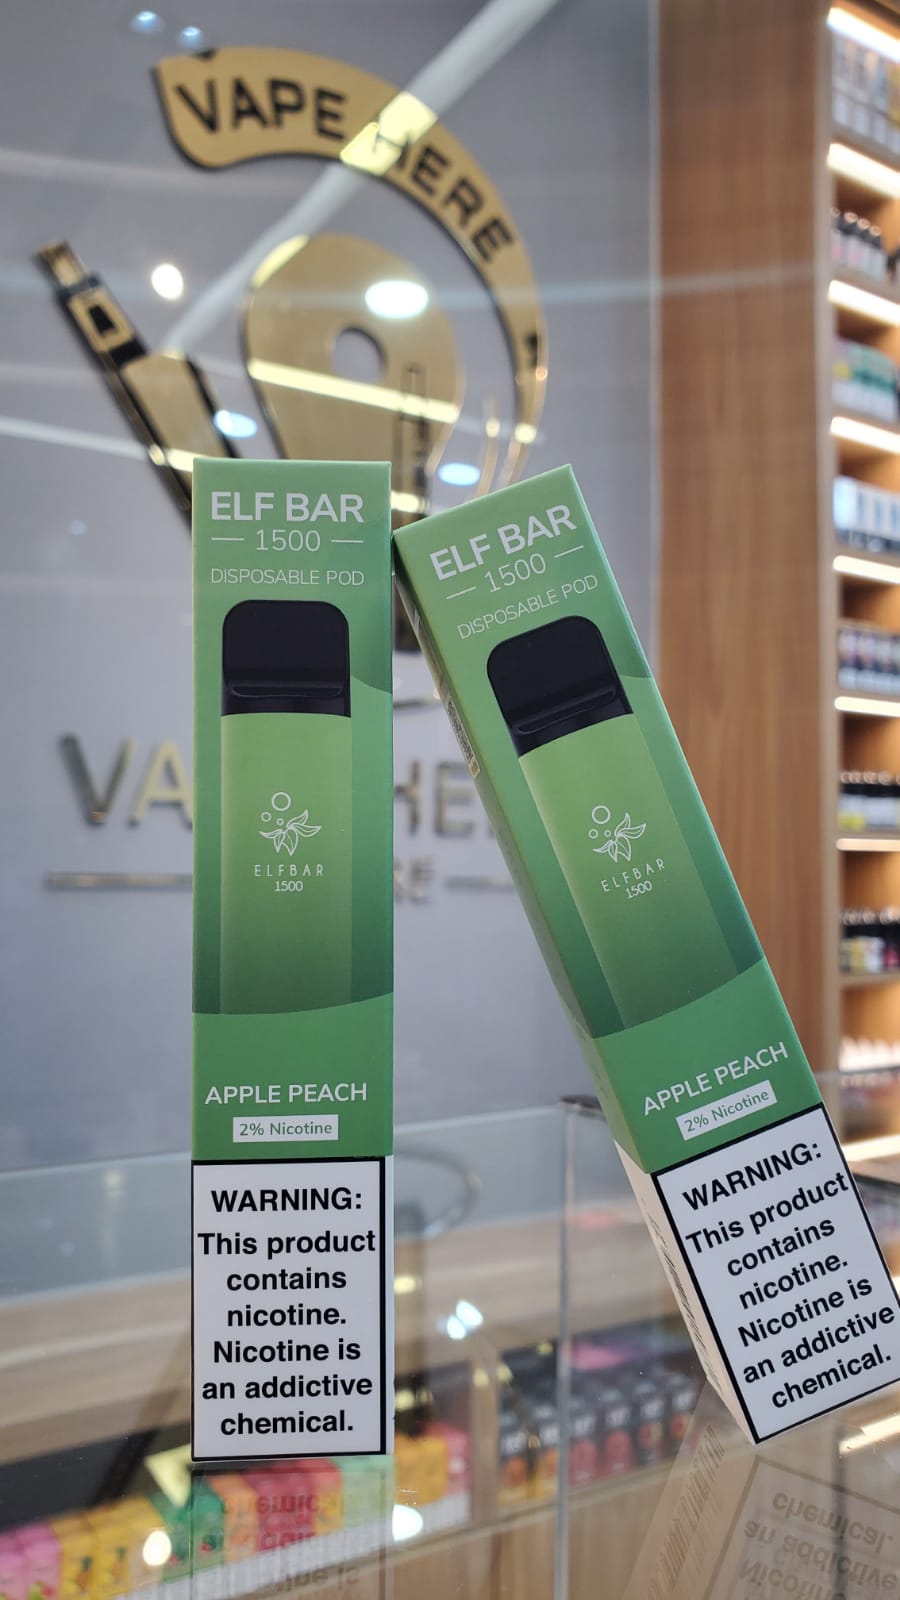 VAPE HERE
ELF BAR
1500
DISPOSABLE POD
ELFBAR
1500
APPLE PEACH
2% Nicotine
WARNING:
This product
contains
nicotine.
Nicotine is
an addictive
chemical.
ELF BAR
1500
DISPOSABLE POD
ELFBAR
1500
APPLE PEACH
2% Nicotine
WARNING:
This product
contains
nicotine.
Nicotine is
an addictive
chemical.